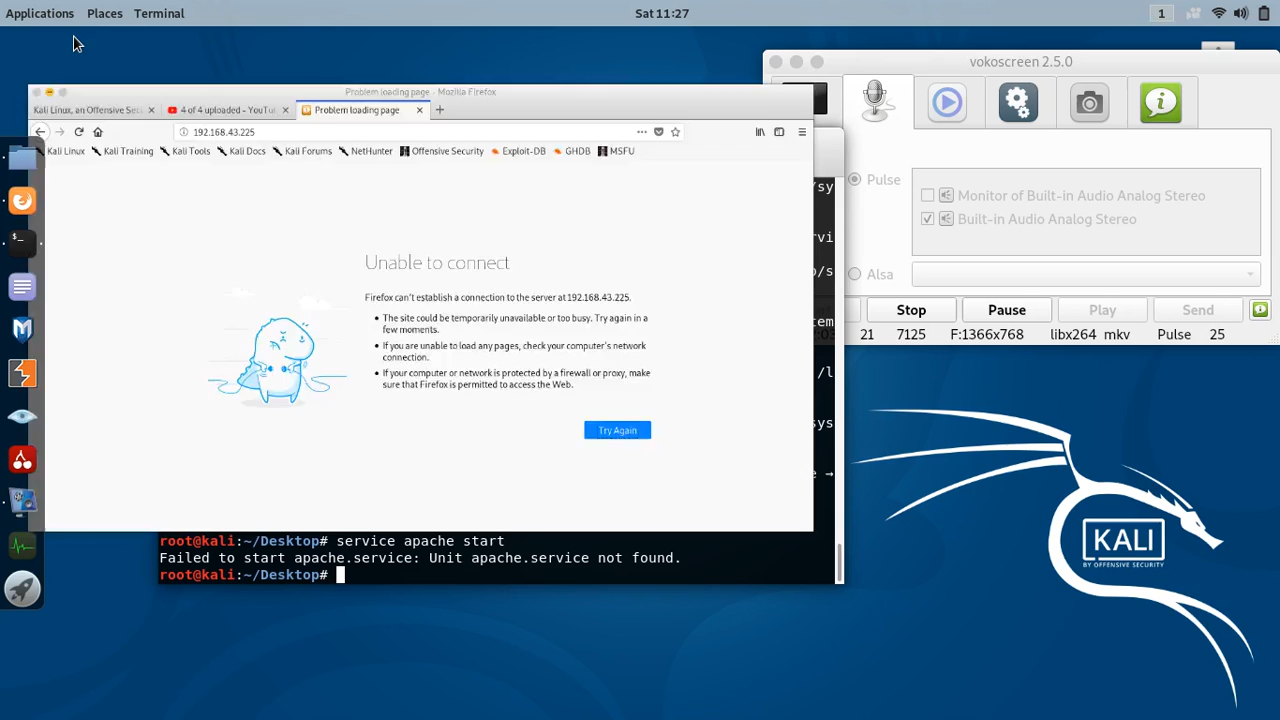 Applications Places Terminal Sat 11:27 1
vokoscreen 2.5.0
Problem loading page - Mozilla Firefox
Kali Linux, an Offensive Sec 4 of 4 uploaded - YouTu Problem loading page
192.168.43.225
Kali Linux Kali Training Kali Tools Kali Docs Kali Forums NetHunter Offensive Security Exploit-DB GHDB MSFU
Pulse
Monitor of Built-in Audio Analog Stereo
Built-in Audio Analog Stereo
Alsa
Stop Pause Play Send
21 7125 F:1366x768 libx264 mkv Pulse 25
Unable to connect
Firefox can't establish a connection to the server at 192.168.43.225.
The site could be temporarily unavailable or too busy. Try again in a
few moments.
If you are unable to load any pages, check your computer's network
connection.
If your computer or network is protected by a firewall or proxy, make
sure that Firefox is permitted to access the Web.
Try Again
/sy
rvi
/s
tem
/l
sys
e →
root@kali:~/Desktop# service apache start
Failed to start apache.service: Unit apache.service not found.
root@kali:~/Desktop#
KALI
BY OFFENSIVE SECURITY